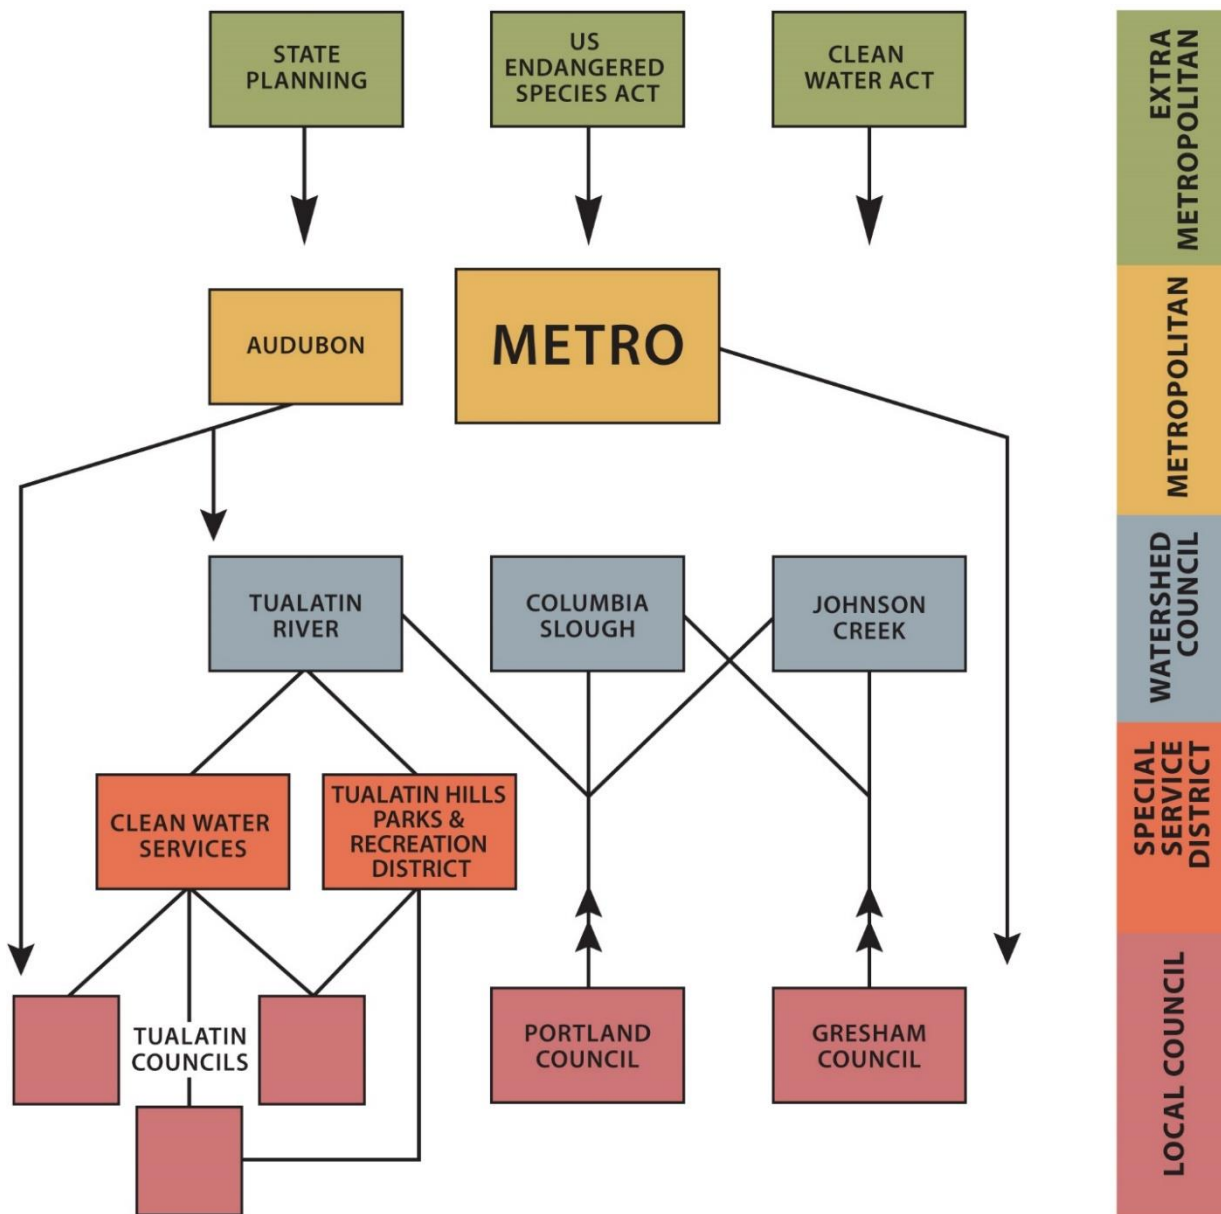 STATE
PLANNING
US
ENDANGERED
SPECIES ACT
CLEAN
WATER ACT
EXTRA
METROPOLITAN
AUDUBON
METRO
METROPOLITAN
TUALATIN
RIVER
COLUMBIA
SLOUGH
JOHNSON
CREEK
WATERSHED
COUNCIL
CLEAN WATER
SERVICES
TUALATIN HILLS
PARKS &
RECREATION
DISTRICT
SPECIAL
SERVICE
DISTRICT
TUALATIN
COUNCILS
PORTLAND
COUNCIL
GRESHAM
COUNCIL
LOCAL COUNCIL